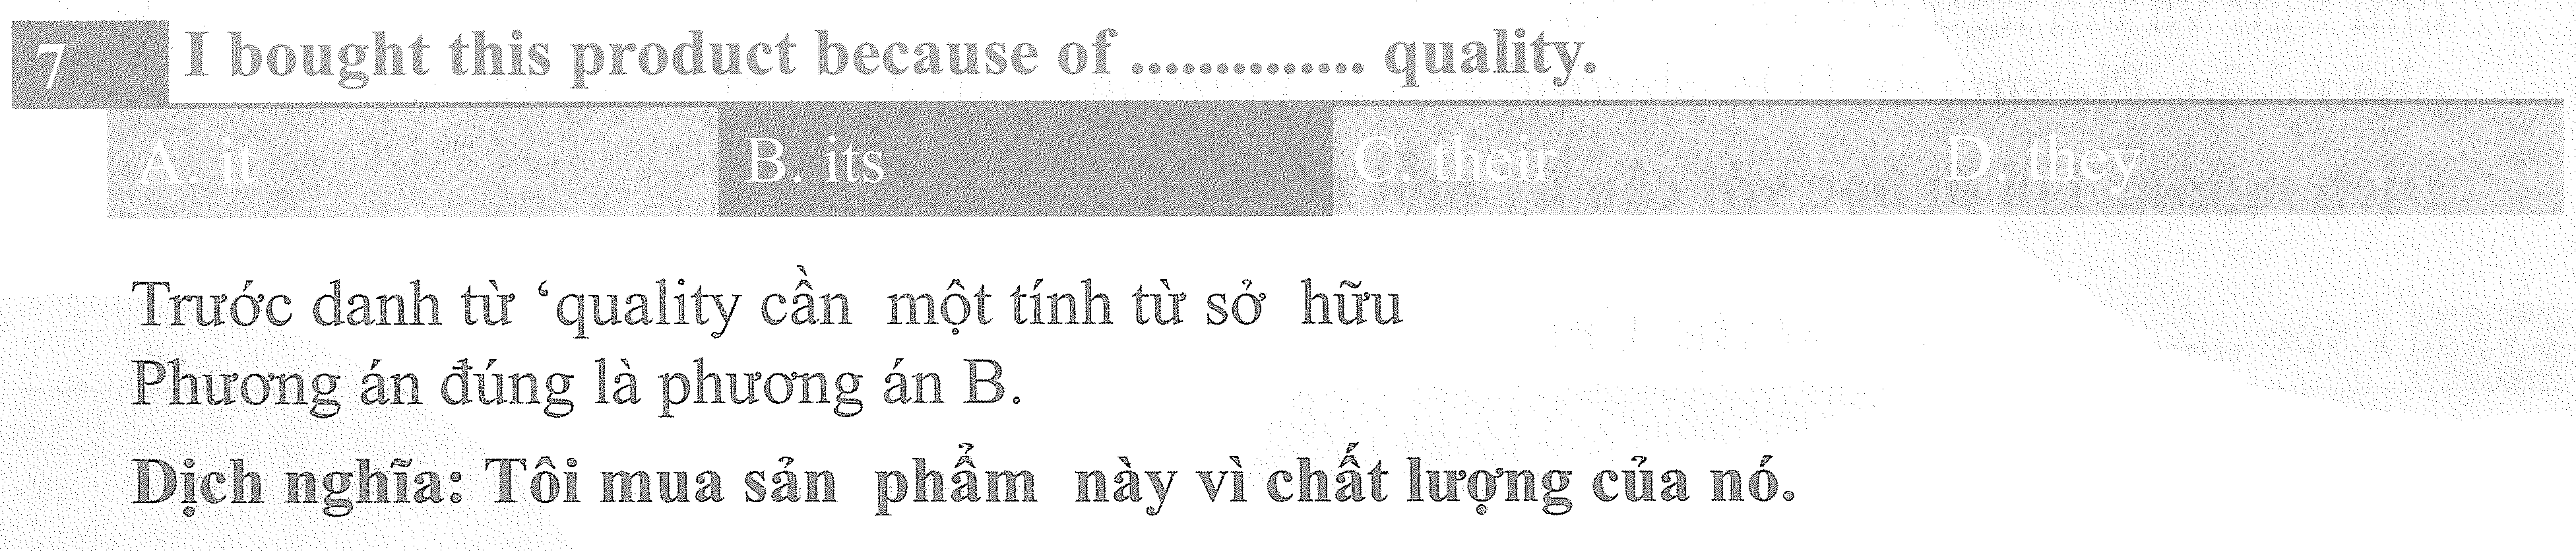 7 I bought this product because of .............. quality.
A. it B. its C. their D. they
Trước danh từ ‘quality cần một tính từ sở hữu
Phương án đúng là phương án B.
Dịch nghĩa: Tôi mua sản phẩm này vì chất lượng của nó.